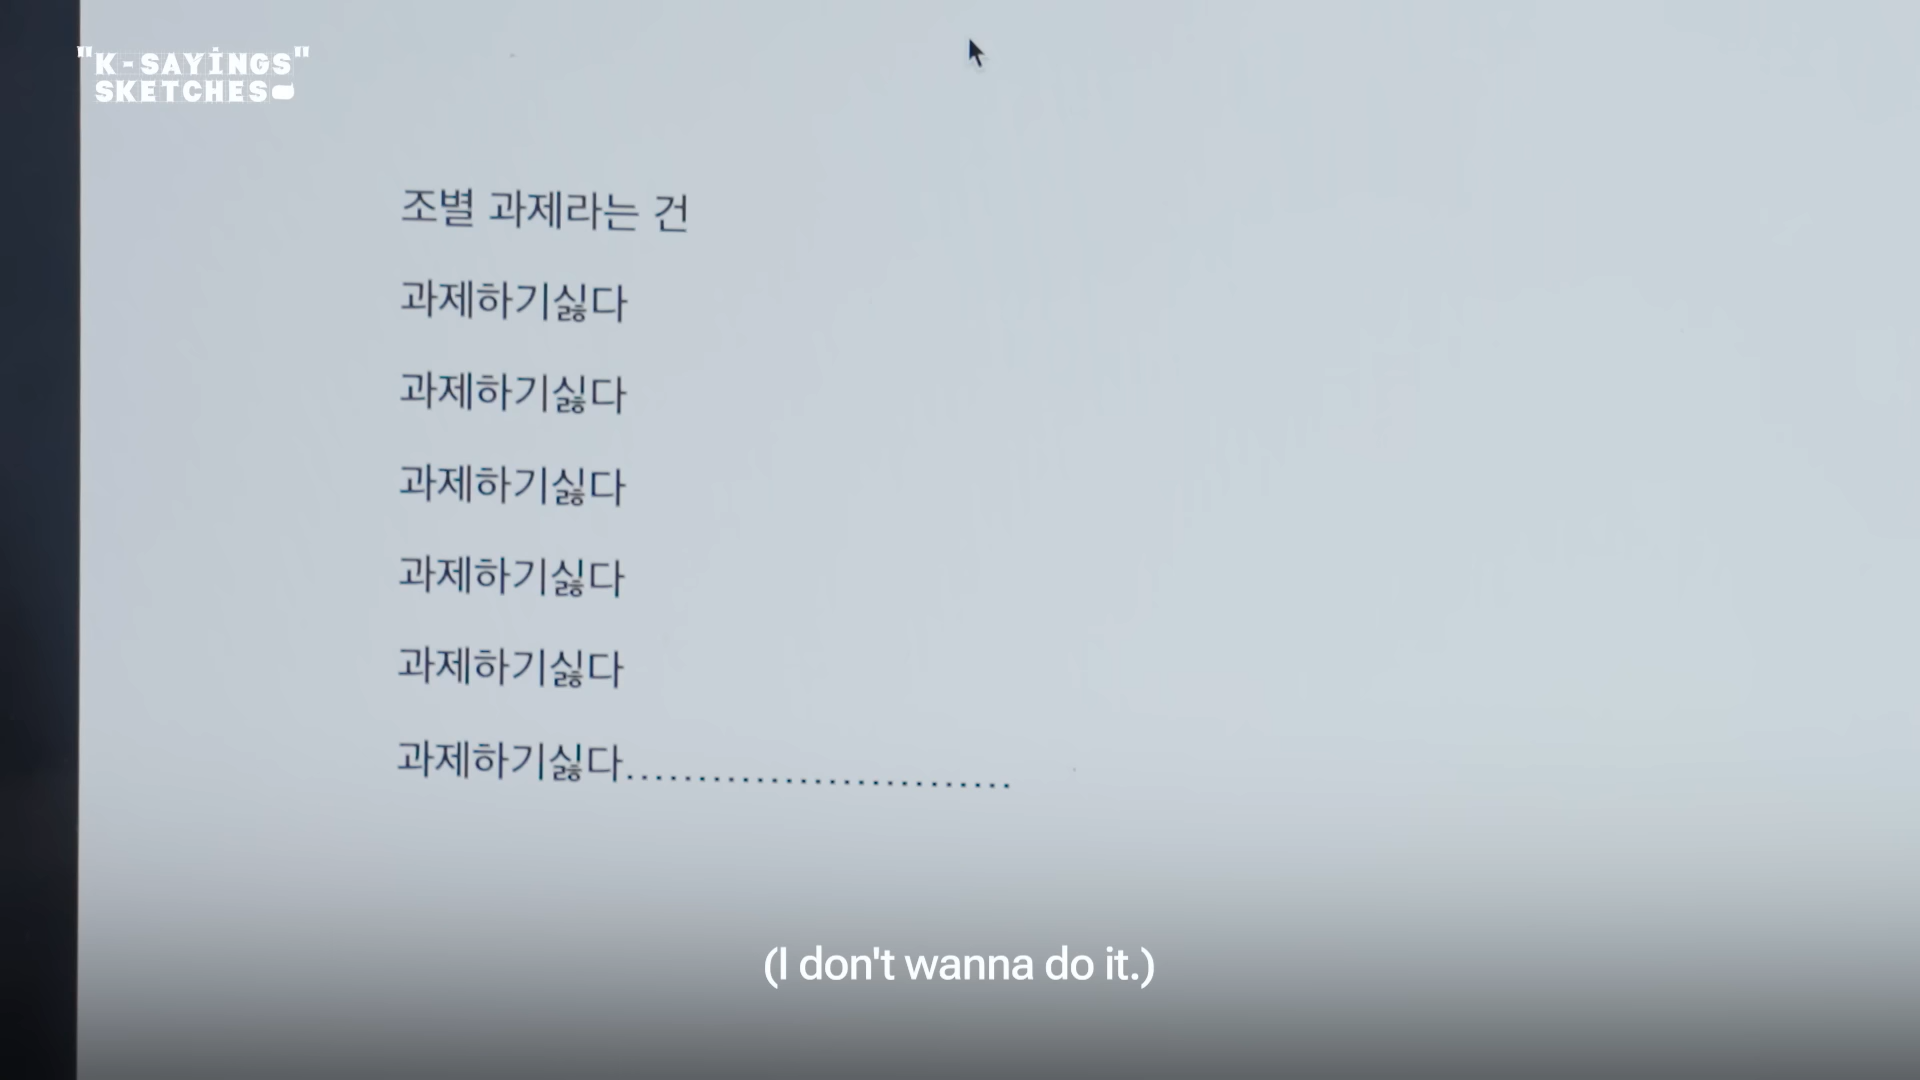 "K-SAYINGS"
SKETCHES
조별 과제라는 건
과제하기싫다
과제하기싫다
과제하기싫다
과제하기싫다
과제하기싫다
과제하기싫다...........................
(I don't wanna do it.)